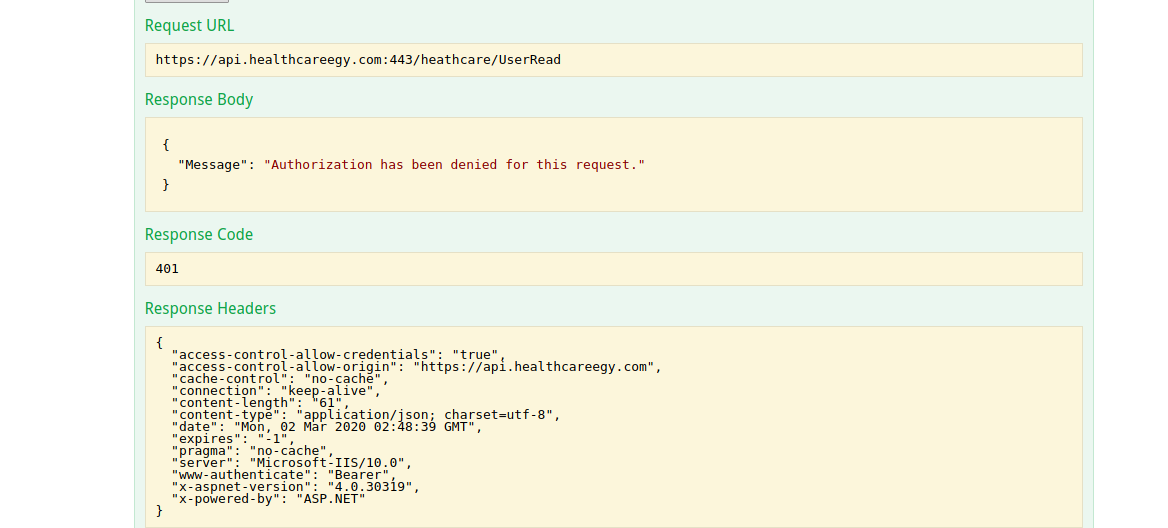 Request URL
https://api.healthcareegy.com:443/heathcare/UserRead
Response Body
{
"Message": "Authorization has been denied for this request."
}
Response Code
401
Response Headers
{
"access-control-allow-credentials": "true",
"access-control-allow-origin": "https://api.healthcareegy.com",
"cache-control": "no-cache",
"connection": "keep-alive",
"content-length": "61",
"content-type": "application/json; charset=utf-8",
"date": "Mon, 02 Mar 2020 02:48:39 GMT",
"expires": "-1",
"pragma": "no-cache",
"server": "Microsoft-IIS/10.0",
"www-authenticate": "Bearer",
"x-aspnet-version": "4.0.30319",
"x-powered-by": "ASP.NET"
}